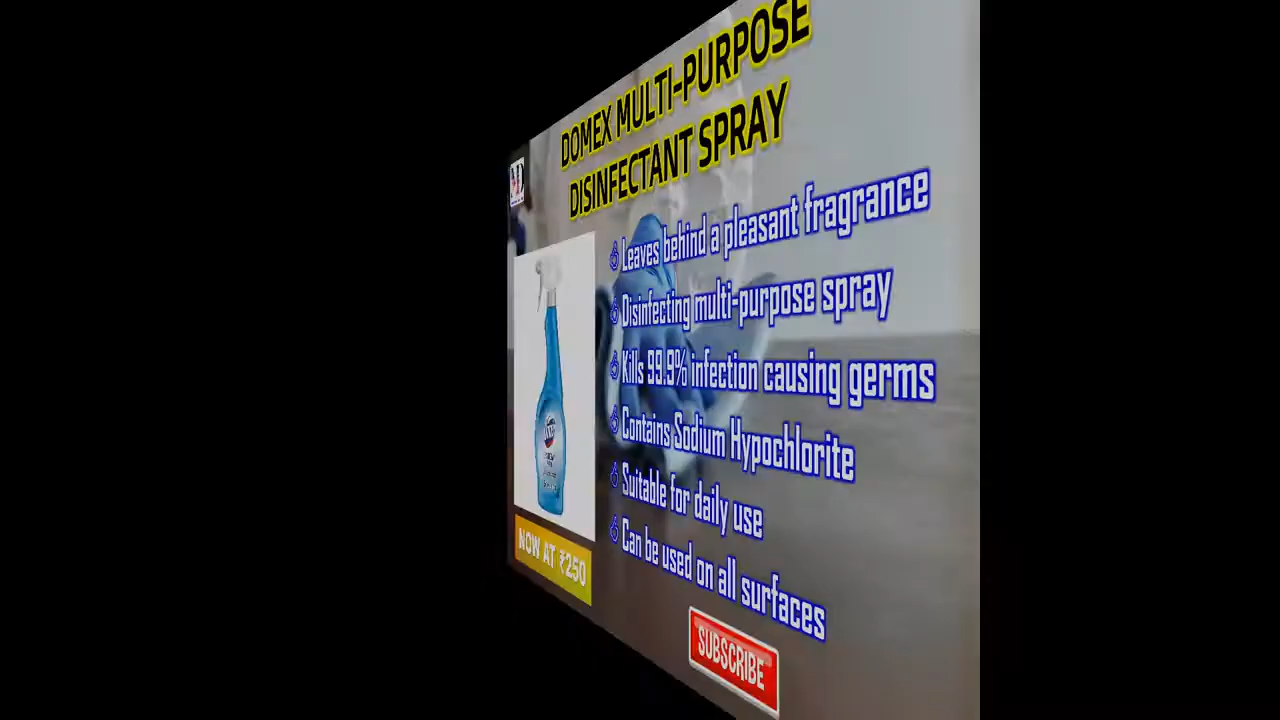 DOMEX MULTI-PURPOSE
DISINFECTANT SPRAY
Leaves behind a pleasant fragrance
Disinfecting multi-purpose spray
Kills 99.9% infection causing germs
Contains Sodium Hypochlorite
Suitable for daily use
Can be used on all surfaces
NOW AT ₹250
SUBSCRIBE